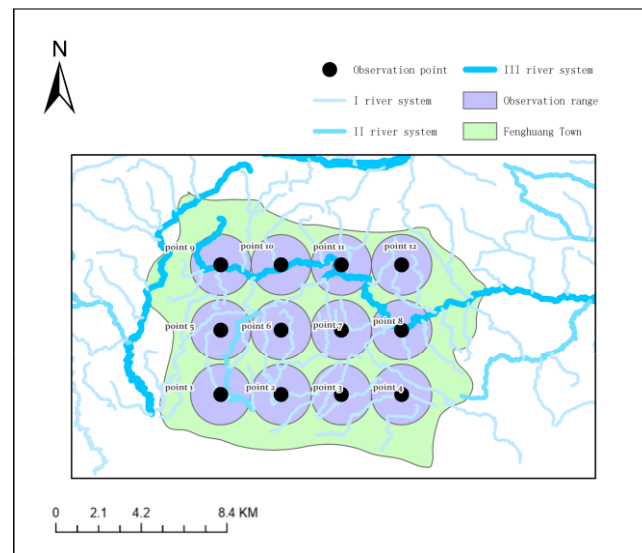 N
Observation point
III river system
I river system
Observation range
II river system
Fenghuang Town
point 9
point 10
point 11
point 12
point 5
point 6
point 7
point 8
point 1
point 2
point 3
point 4
0 2.1 4.2 8.4 KM